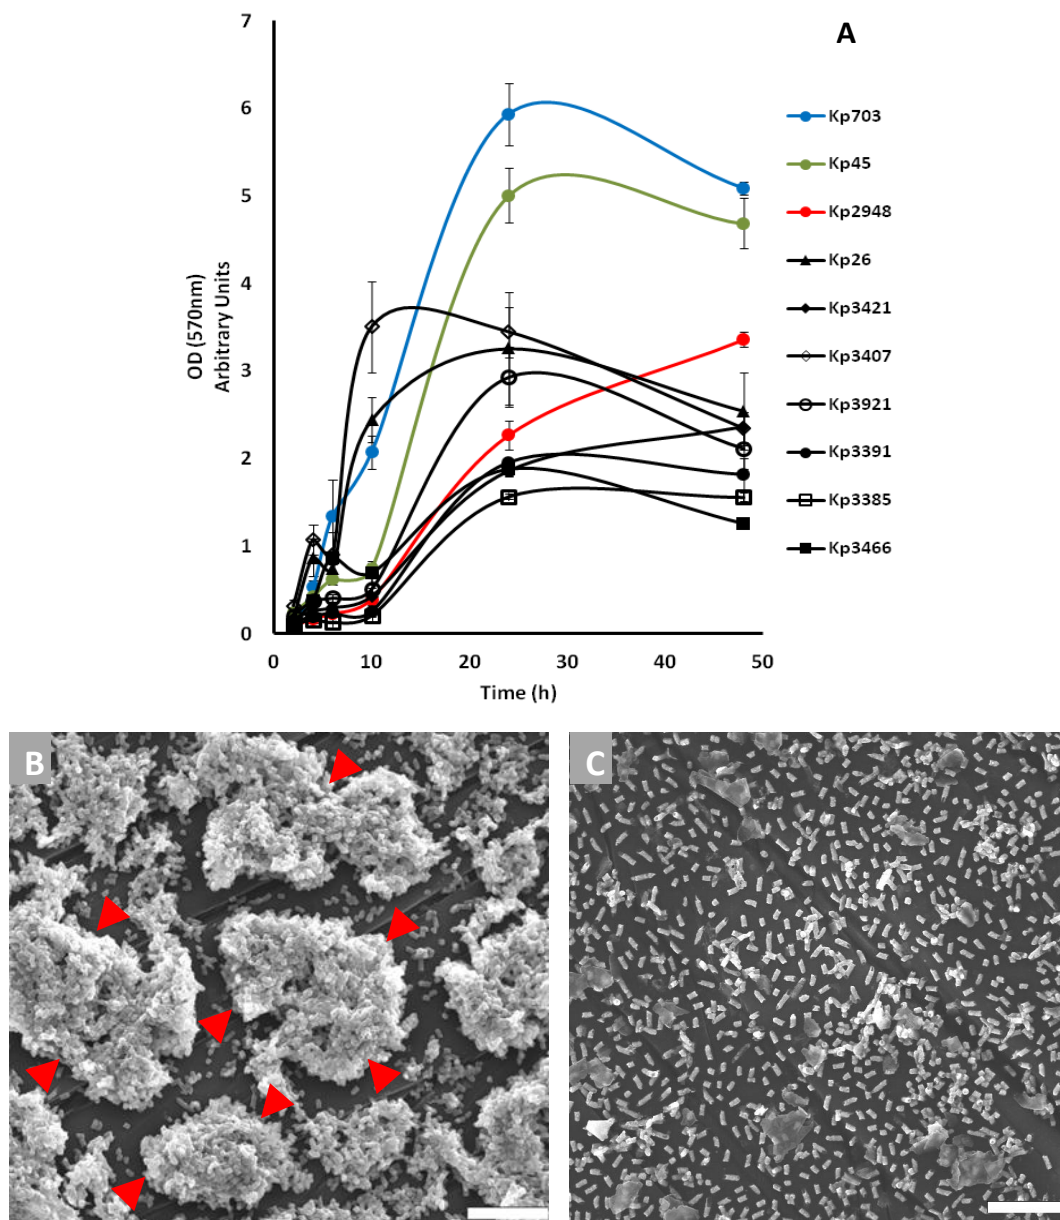 7
A
6
5
4
3
2
1
0
OD (570nm)
Arbitrary Units
0
10
20
30
40
50
Time (h)
Kp703
Kp45
Kp2948
Kp26
Kp3421
Kp3407
Kp3921
Kp3391
Kp3385
Kp3466
B
C